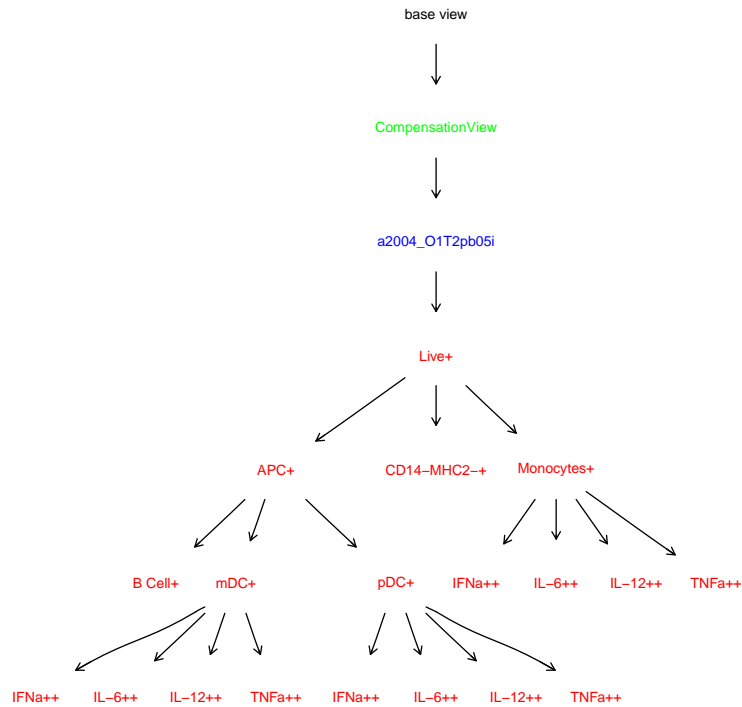 base view
CompensationView
a2004_O1T2pb05i
Live+
APC+
CD14−MHC2−+
Monocytes+
B Cell+
mDC+
pDC+
IFNa++
IL−6++
IL−12++
TNFa++
IFNa++
IL−6++
IL−12++
TNFa++
IFNa++
IL−6++
IL−12++
TNFa++